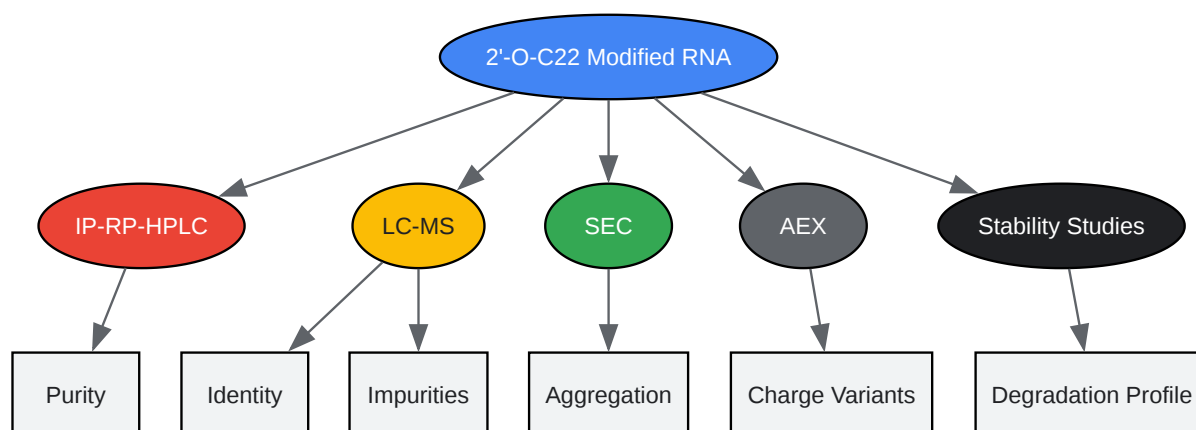 2'-O-C22 Modified RNA
IP-RP-HPLC
LC-MS
SEC
AEX
Stability Studies
Purity
Identity
Impurities
Aggregation
Charge Variants
Degradation Profile